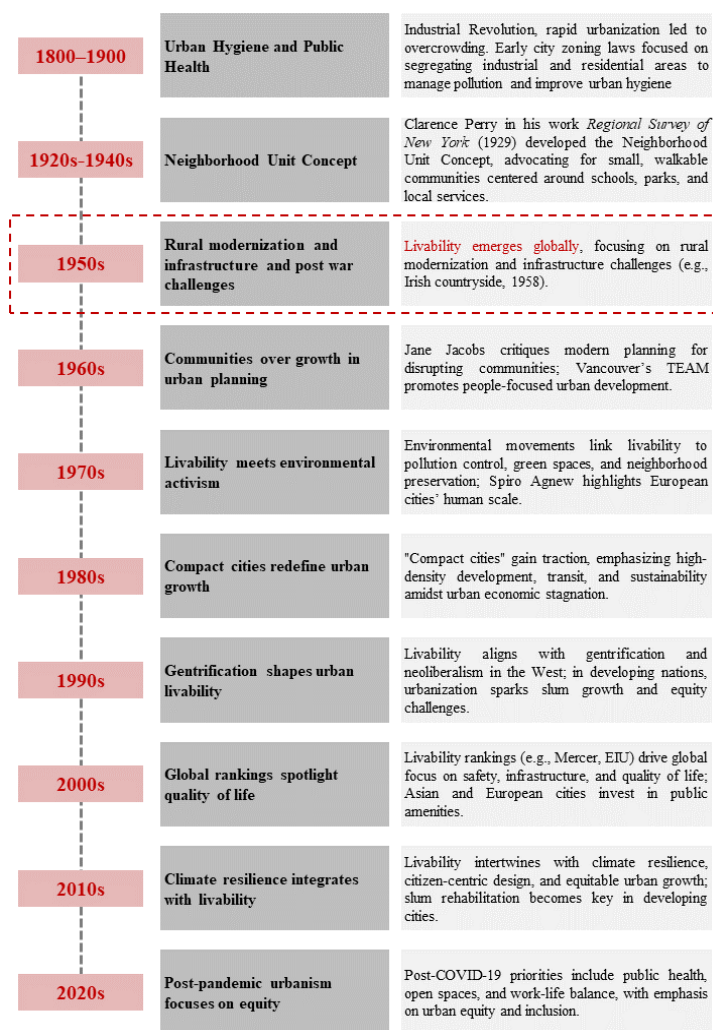 1800–1900
Urban Hygiene and Public
Health
Industrial Revolution, rapid urbanization led to
overcrowding. Early city zoning laws focused on
segregating industrial and residential areas to
manage pollution and improve urban hygiene
1920s-1940s
Neighborhood Unit Concept
Clarence Perry in his work Regional Survey of
New York (1929) developed the Neighborhood
Unit Concept, advocating for small, walkable
communities centered around schools, parks, and
local services.
1950s
Rural modernization and
infrastructure and post war
challenges
Livability emerges globally, focusing on rural
modernization and infrastructure challenges (e.g.,
Irish countryside, 1958).
1960s
Communities over growth in
urban planning
Jane Jacobs critiques modern planning for
disrupting communities; Vancouver’s TEAM
promotes people-focused urban development.
1970s
Livability meets environmental
activism
Environmental movements link livability to
pollution control, green spaces, and neighborhood
preservation; Spiro Agnew highlights European
cities’ human scale.
1980s
Compact cities redefine urban
growth
"Compact cities" gain traction, emphasizing high-
density development, transit, and sustainability
amidst urban economic stagnation.
1990s
Gentrification shapes urban
livability
Livability aligns with gentrification and
neoliberalism in the West; in developing nations,
urbanization sparks slum growth and equity
challenges.
2000s
Global rankings spotlight
quality of life
Livability rankings (e.g., Mercer, EIU) drive global
focus on safety, infrastructure, and quality of life;
Asian and European cities invest in public
amenities.
2010s
Climate resilience integrates
with livability
Livability intertwines with climate resilience,
citizen-centric design, and equitable urban growth;
slum rehabilitation becomes key in developing
cities.
2020s
Post-pandemic urbanism
focuses on equity
Post-COVID-19 priorities include public health,
open spaces, and work-life balance, with emphasis
on urban equity and inclusion.